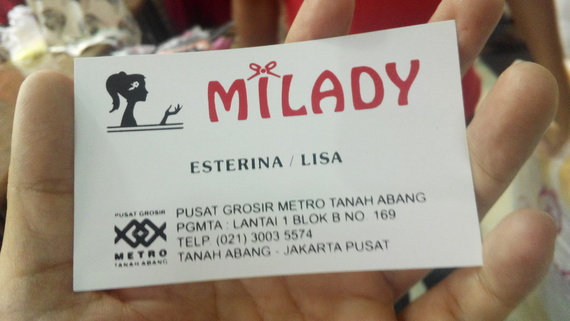 MILADY
ESTERINA / LISA
PUSAT GROSIR
METRO
TANAH ABANG
PUSAT GROSIR METRO TANAH ABANG
PGMTA : LANTAI 1 BLOK B NO. 169
TELP. (021) 3003 5574
TANAH ABANG - JAKARTA PUSAT